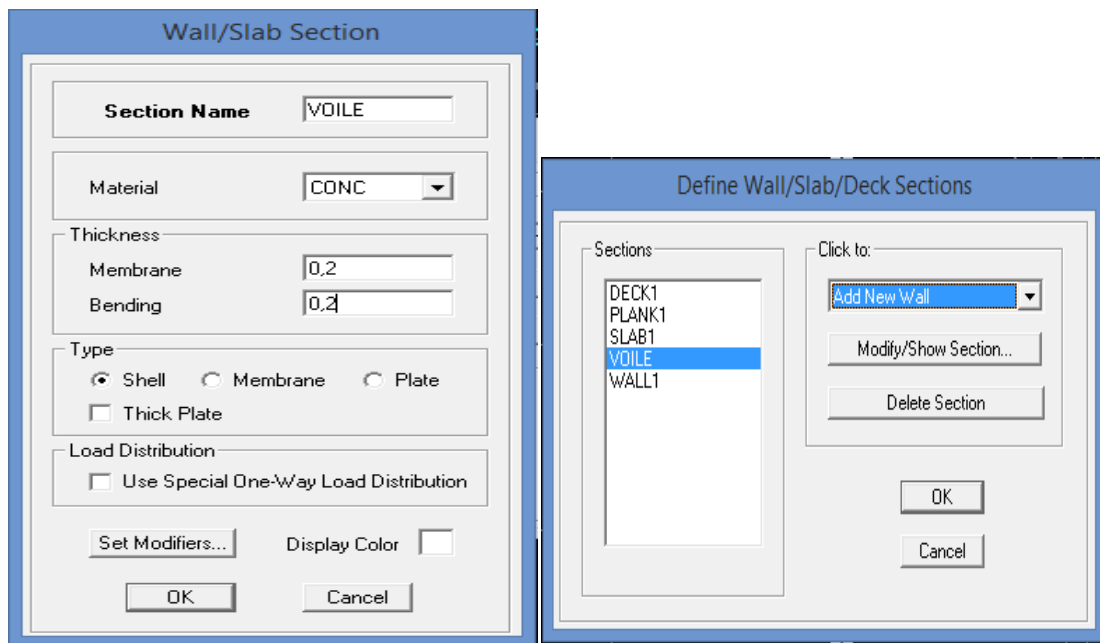 Wall/Slab Section
Section Name VOILE
Material CONC
Thickness
Membrane 0,2
Bending 0,2
Type
Shell Membrane Plate
Thick Plate
Load Distribution
Use Special One-Way Load Distribution
Set Modifiers... Display Color
OK Cancel
Define Wall/Slab/Deck Sections
Sections
DECK1
PLANK1
SLAB1
VOILE
WALL1
Click to:
Add New Wall
Modify/Show Section...
Delete Section
OK
Cancel